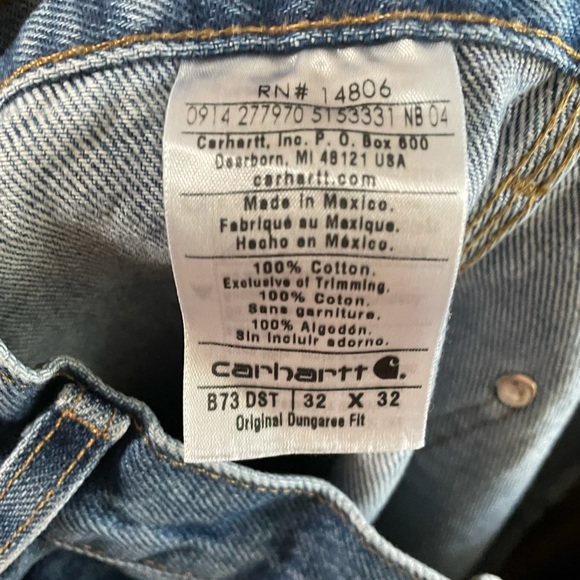 RN# 14806
0914 277970 5153331 NB 04
Carhartt, Inc. P. O. Box 600
Dearborn, MI 48121 USA
carhartt.com
Made in Mexico.
Fabriqué au Mexique.
Hecho en México.
100% Cotton.
Exclusive of Trimming.
100% Coton.
Sans garniture.
100% Algodón.
Sin incluir adorno.
carhartt
B73 DST 32 X 32
Original Dungaree Fit